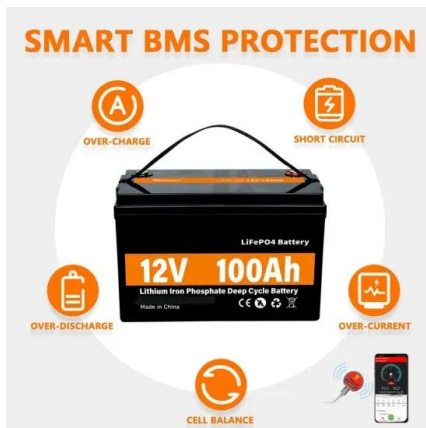 SMART BMS PROTECTION
A
OVER-CHARGE
SHORT CIRCUIT
LiFePO4 Battery
12V 100Ah
Lithium Iron Phosphate Deep Cycle Battery
Made in China
CE
OVER-DISCHARGE
OVER-CURRENT
CELL BALANCE